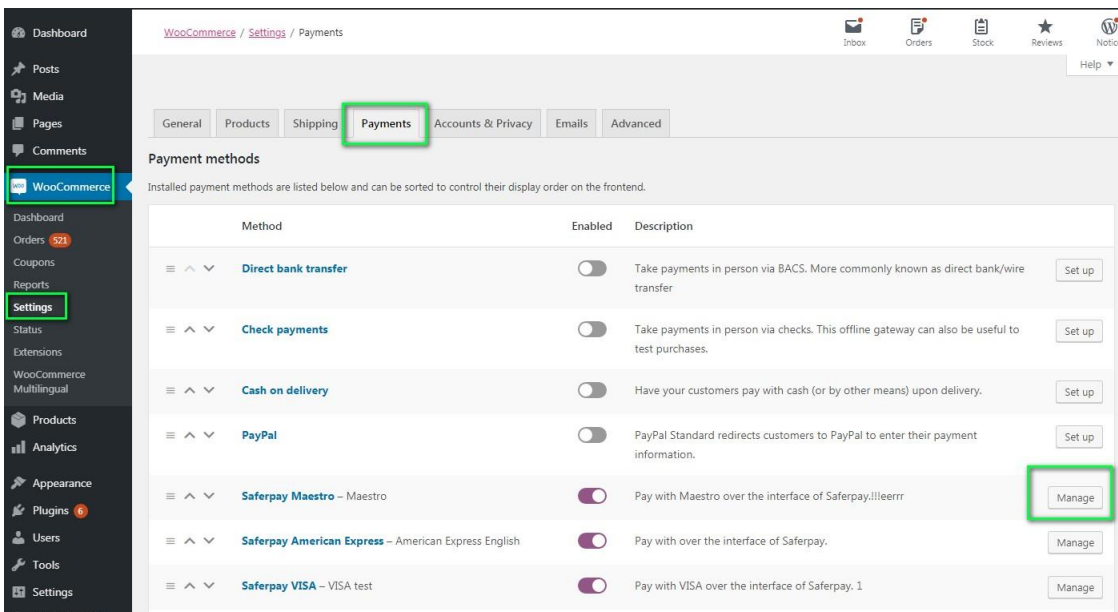 Dashboard
Posts
Media
Pages
Comments
WooCommerce
Dashboard
Orders 521
Coupons
Reports
Settings
Status
Extensions
WooCommerce
Multilingual
Products
Analytics
Appearance
Plugins 6
Users
Tools
Settings
WooCommerce / Settings / Payments
Inbox
Orders
Stock
Reviews
Notic
Help
General
Products
Shipping
Payments
Accounts & Privacy
Emails
Advanced
Payment methods
Installed payment methods are listed below and can be sorted to control their display order on the frontend.
Method Enabled Description
Direct bank transfer
Take payments in person via BACS. More commonly known as direct bank/wire
transfer
Set up
Check payments
Take payments in person via checks. This offline gateway can also be useful to
test purchases.
Set up
Cash on delivery
Have your customers pay with cash (or by other means) upon delivery.
Set up
PayPal
PayPal Standard redirects customers to PayPal to enter their payment
information.
Set up
Saferpay Maestro – Maestro
Pay with Maestro over the interface of Saferpay.!!!eerrr
Manage
Saferpay American Express – American Express English
Pay with over the interface of Saferpay.
Manage
Saferpay VISA – VISA test
Pay with VISA over the interface of Saferpay. 1
Manage